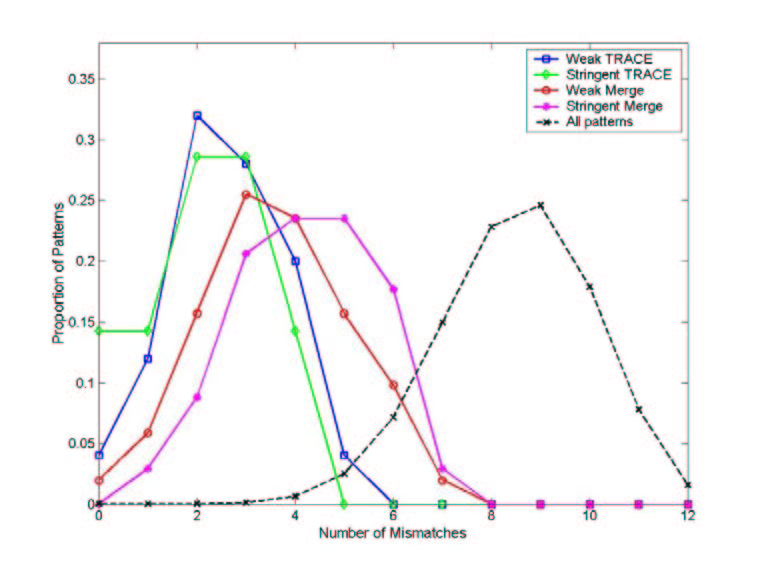 Weak TRACE
Stringent TRACE
Weak Merge
Stringent Merge
All patterns
0.35
0.3
0.25
0.2
0.15
0.1
0.05
0
Proportion of Patterns
0 2 4 6 8 10 12
Number of Mismatches